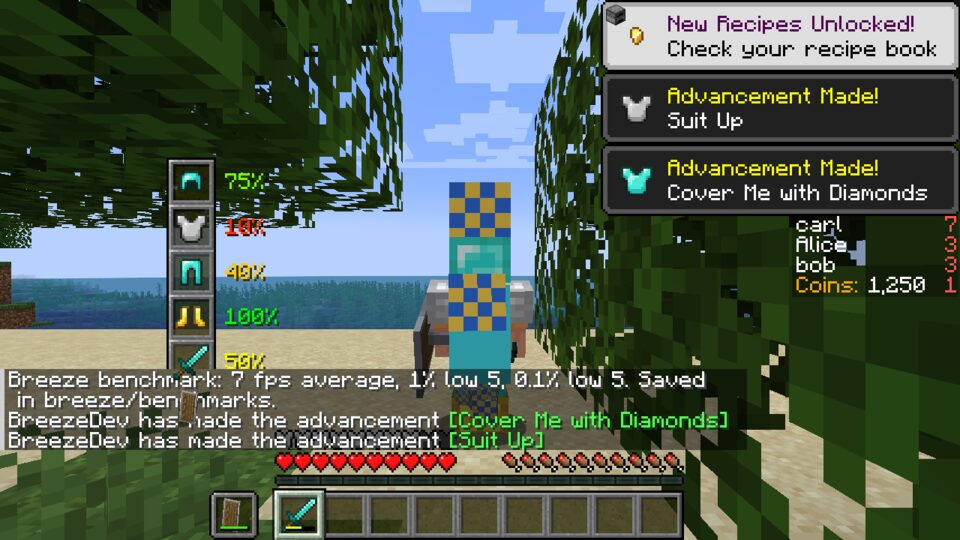 New Recipes Unlocked!
Check your recipe book
Advancement Made!
Suit Up
Advancement Made!
Cover Me with Diamonds
75%
10%
40%
100%
50%
carl 7
Alice 3
bob 3
Coins: 1,250 1
Breeze benchmark: 7 fps average, 1% low 5, 0.1% low 5. Saved
in breeze/benchmarks.
BreezeDev has made the advancement [Cover Me with Diamonds]
BreezeDev has made the advancement [Suit Up]